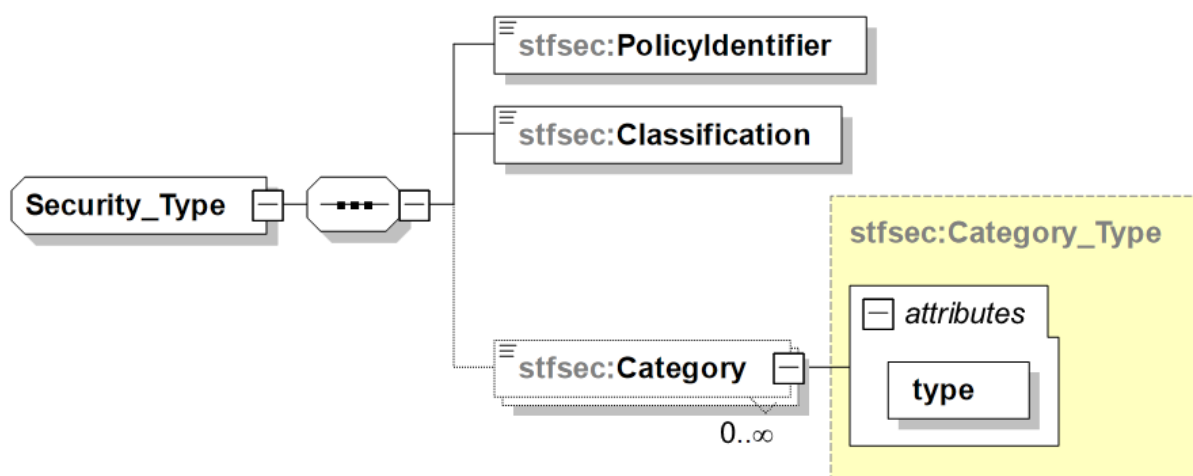 stfsec:PolicyIdentifier
stfsec:Classification
Security_Type
stfsec:Category_Type
attributes
stfsec:Category
type
0..∞